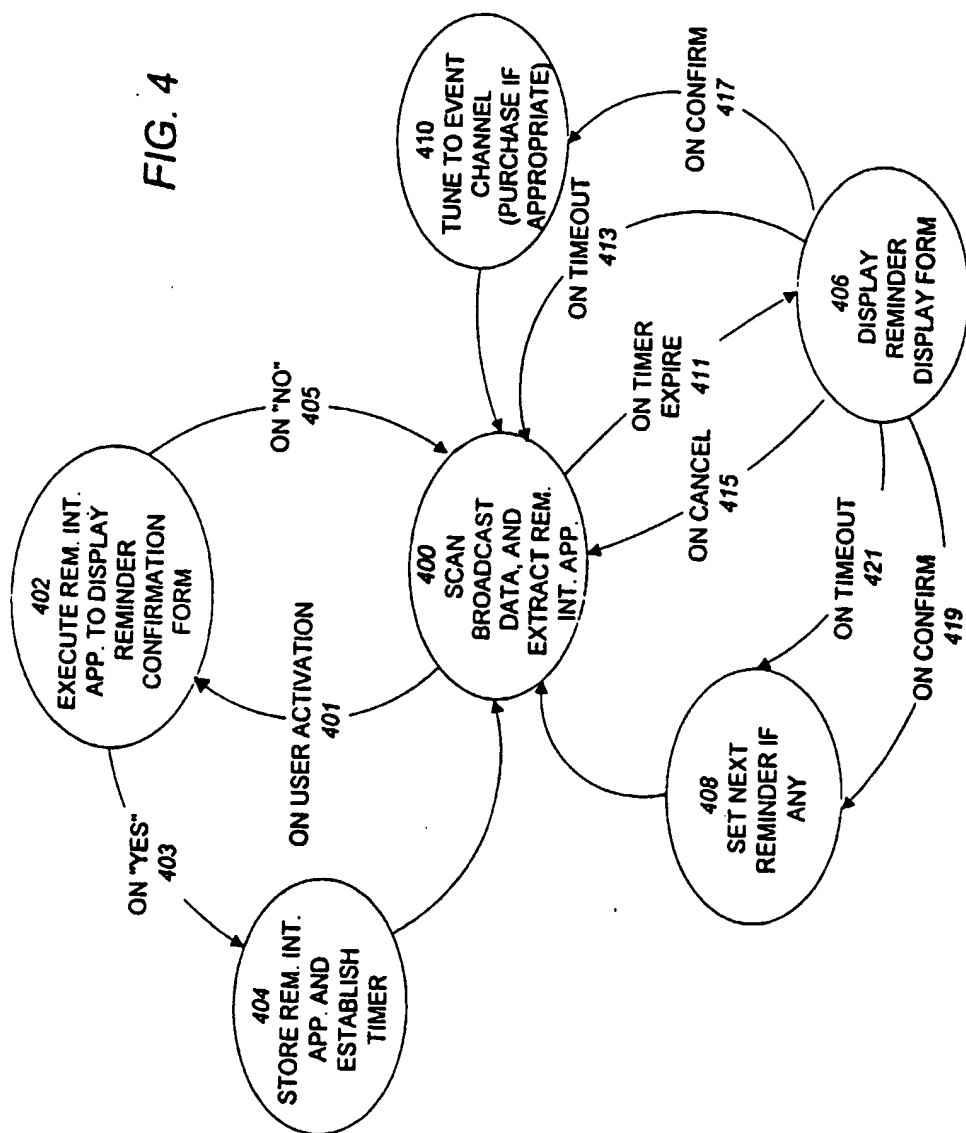 FIG. 4
402
EXECUTE REM. INT.
APP. TO DISPLAY
REMINDER
CONFIRMATION
FORM
ON "YES"
403
ON "NO"
405
ON USER ACTIVATION
401
404
STORE REM. INT.
APP. AND
ESTABLISH
TIMER
400
SCAN
BROADCAST
DATA, AND
EXTRACT REM.
INT. APP.
410
TUNE TO EVENT
CHANNEL
(PURCHASE IF
APPROPRIATE)
ON TIMEOUT
413
ON CONFIRM
417
ON TIMER
EXPIRE
411
ON CANCEL
415
406
DISPLAY
REMINDER
DISPLAY FORM
ON TIMEOUT
421
ON CONFIRM
419
408
SET NEXT
REMINDER IF
ANY